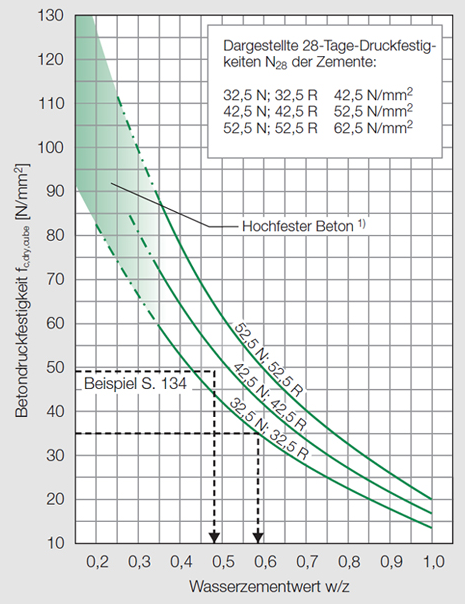 130
120
110
100
90
80
70
60
50
40
30
20
10
Betondruckfestigkeit fc,dry,cube [N/mm²]
Dargestellte 28-Tage-Druckfestig-
keiten N28 der Zemente:
32,5 N; 32,5 R 42,5 N/mm²
42,5 N; 42,5 R 52,5 N/mm²
52,5 N; 52,5 R 62,5 N/mm²
Hochfester Beton ¹⁾
52,5 N; 52,5 R
42,5 N; 42,5 R
32,5 N; 32,5 R
Beispiel S. 134
0,2 0,3 0,4 0,5 0,6 0,7 0,8 0,9 1,0
Wasserzementwert w/z